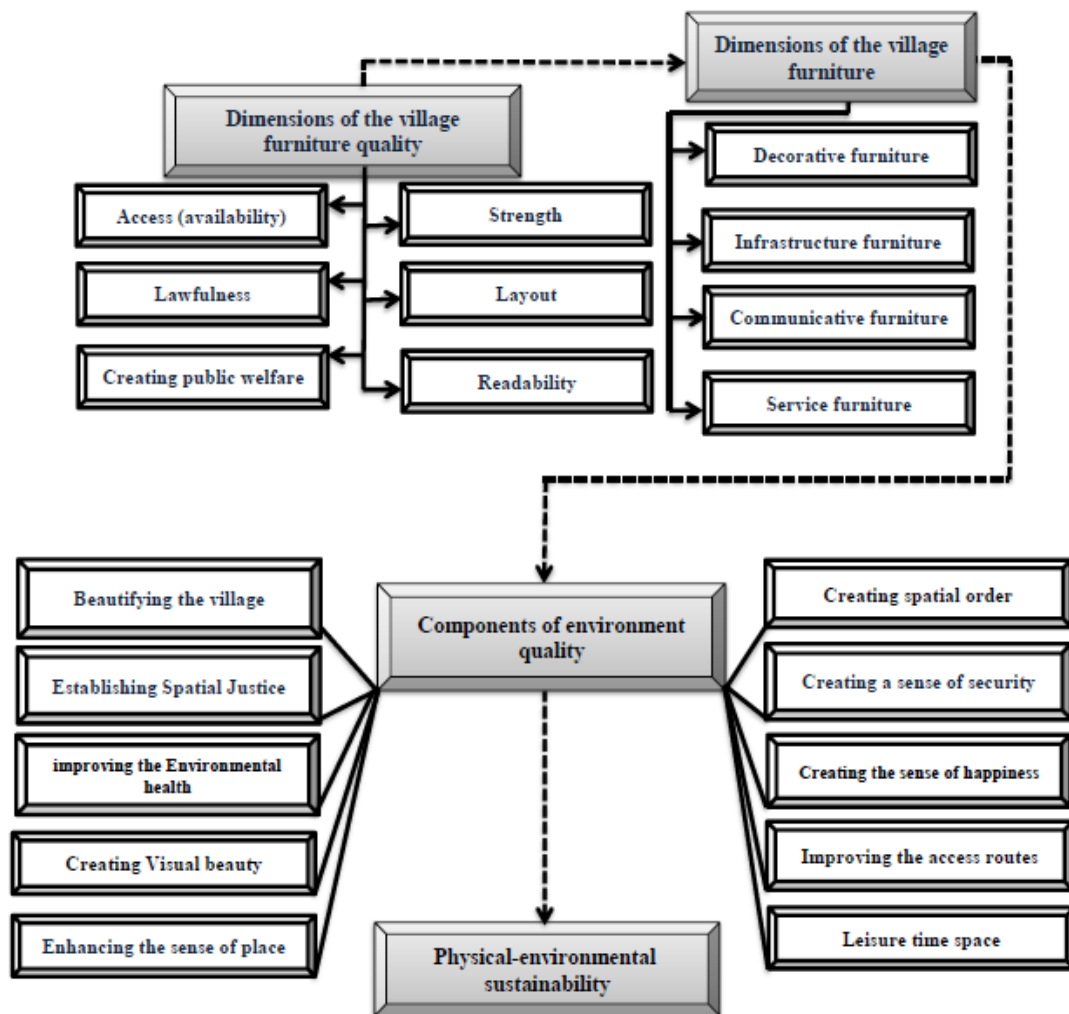 Dimensions of the village
furniture
Dimensions of the village
furniture quality
Decorative furniture
Access (availability)
Strength
Infrastructure furniture
Lawfulness
Layout
Communicative furniture
Creating public welfare
Readability
Service furniture
Beautifying the village
Creating spatial order
Components of environment
quality
Establishing Spatial Justice
Creating a sense of security
improving the Environmental
health
Creating the sense of happiness
Creating Visual beauty
Improving the access routes
Enhancing the sense of place
Leisure time space
Physical-environmental
sustainability